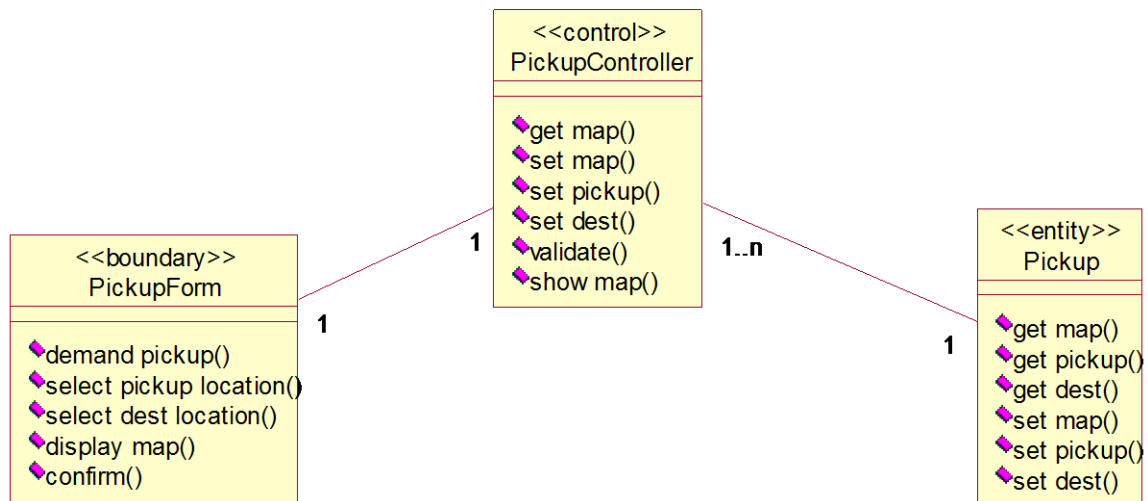 <<control>>
PickupController
get map()
set map()
set pickup()
set dest()
validate()
show map()
1
1..n
<<boundary>>
PickupForm
demand pickup()
select pickup location()
select dest location()
display map()
confirm()
1
<<entity>>
Pickup
get map()
get pickup()
get dest()
set map()
set pickup()
set dest()
1